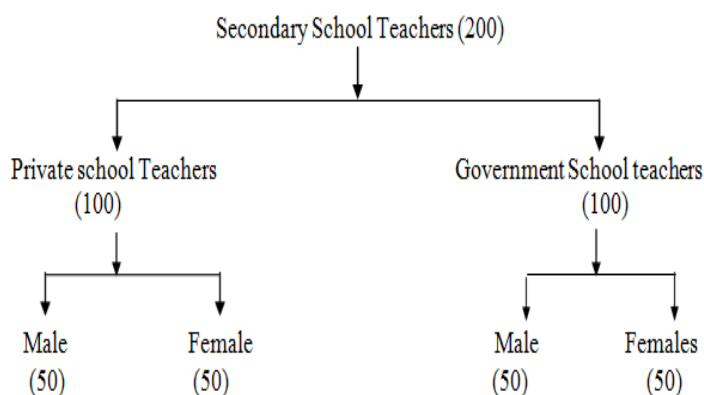 Secondary School Teachers (200)
Private school Teachers
(100)
Government School teachers
(100)
Male
(50)
Female
(50)
Male
(50)
Females
(50)